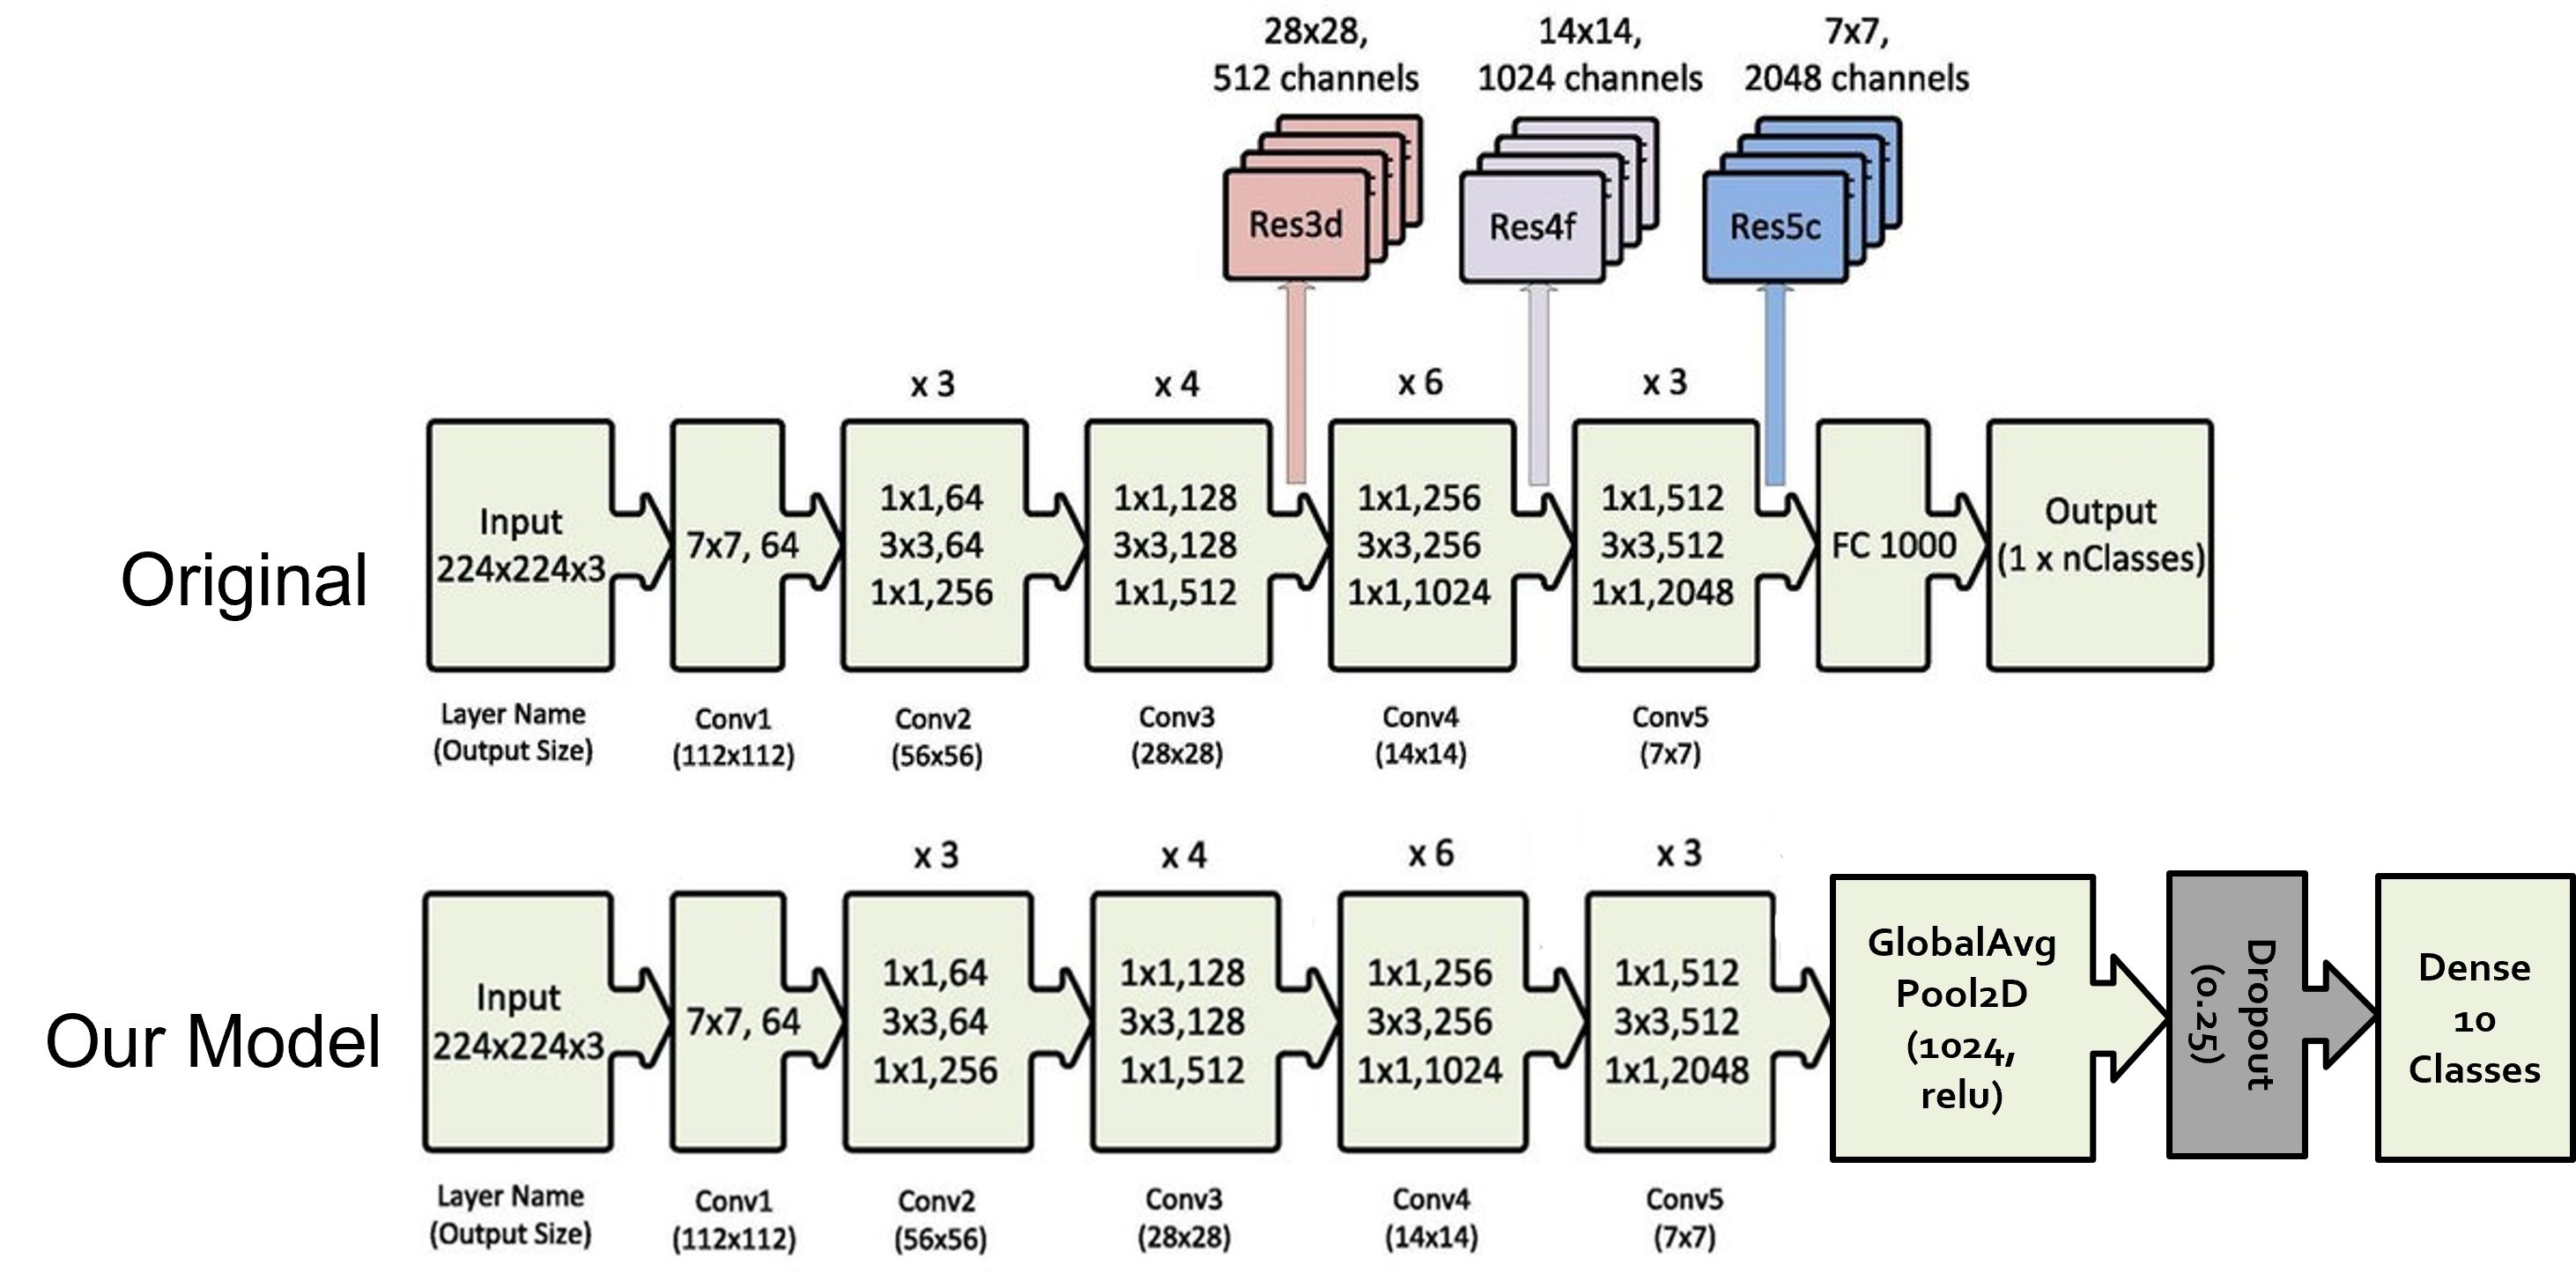 28x28,
512 channels
14x14,
1024 channels
7x7,
2048 channels
Res3d
Res4f
Res5c
x 3
x 4
x 6
x 3
Original
Input
224x224x3
7x7, 64
1x1,64
3x3,64
1x1,256
1x1,128
3x3,128
1x1,512
1x1,256
3x3,256
1x1,1024
1x1,512
3x3,512
1x1,2048
FC 1000
Output
(1 x nClasses)
Layer Name
(Output Size)
Conv1
(112x112)
Conv2
(56x56)
Conv3
(28x28)
Conv4
(14x14)
Conv5
(7x7)
x 3
x 4
x 6
x 3
Our Model
Input
224x224x3
7x7, 64
1x1,64
3x3,64
1x1,256
1x1,128
3x3,128
1x1,512
1x1,256
3x3,256
1x1,1024
1x1,512
3x3,512
1x1,2048
GlobalAvg
Pool2D
(1024,
relu)
Dropout
(0.25)
Dense
10
Classes
Layer Name
(Output Size)
Conv1
(112x112)
Conv2
(56x56)
Conv3
(28x28)
Conv4
(14x14)
Conv5
(7x7)